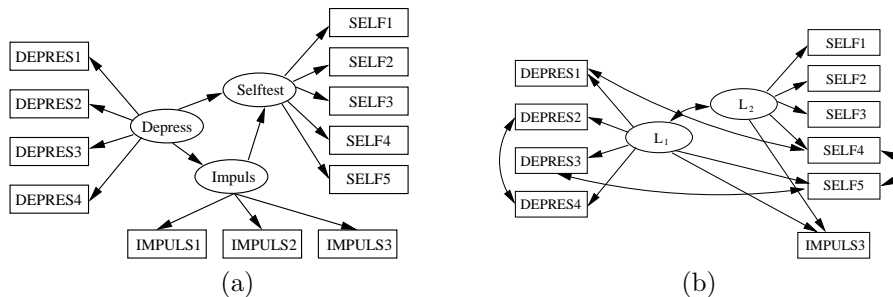 SELF1
SELF2
SELF3
SELF4
SELF5
DEPRES1
DEPRES2
DEPRES3
DEPRES4
Selftest
Depress
Impuls
IMPULS1
IMPULS2
IMPULS3
(a)
SELF1
SELF2
SELF3
SELF4
SELF5
DEPRES1
DEPRES2
DEPRES3
DEPRES4
L2
L1
IMPULS3
(b)